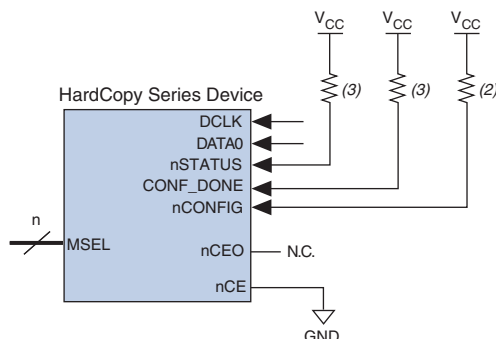 VCC VCC VCC
(3) (3) (2)
HardCopy Series Device
DCLK
DATA0
nSTATUS
CONF_DONE
nCONFIG
n
MSEL
nCEO N.C.
nCE
GND